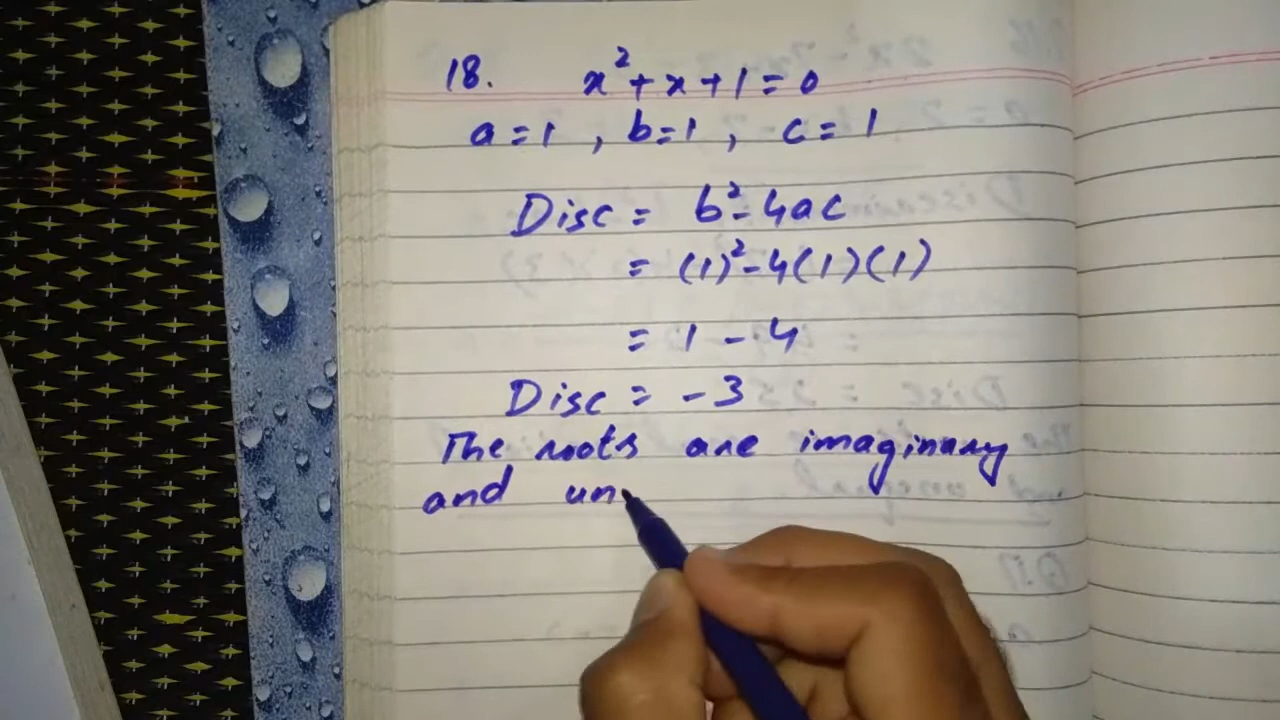 18. x² + x + 1 = 0
a = 1 , b = 1 , c = 1
Disc = b² - 4ac
= (1)² - 4(1)(1)
= 1 - 4
Disc = - 3
The roots are imaginary
and un